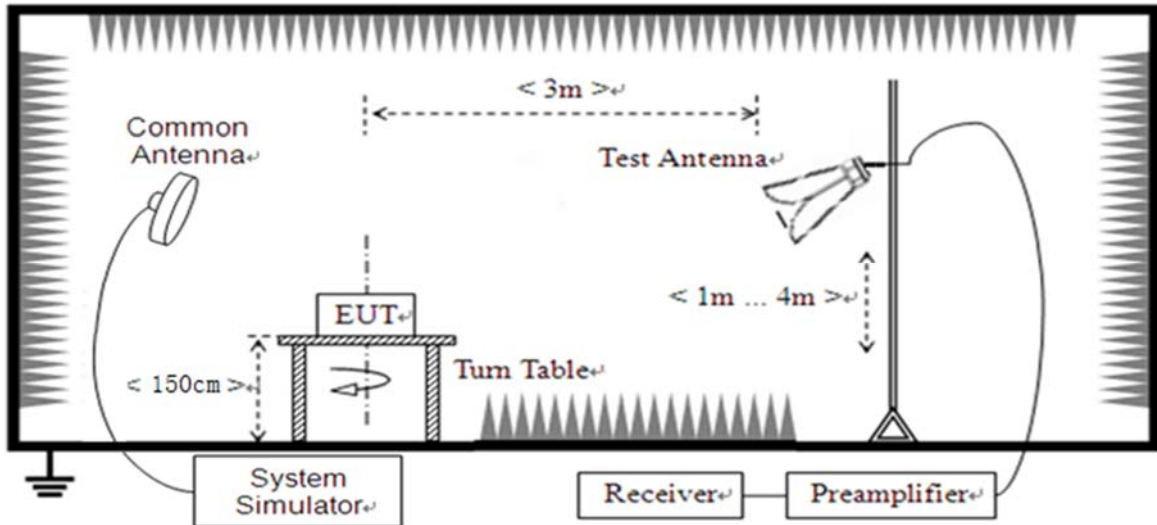 < 3m >↵
Common
Antenna↵
Test Antenna↵
< 1m ... 4m >↵
EUT↵
< 150cm >↵
Turn Table↵
System
Simulator↵
Receiver↵
Preamplifier↵